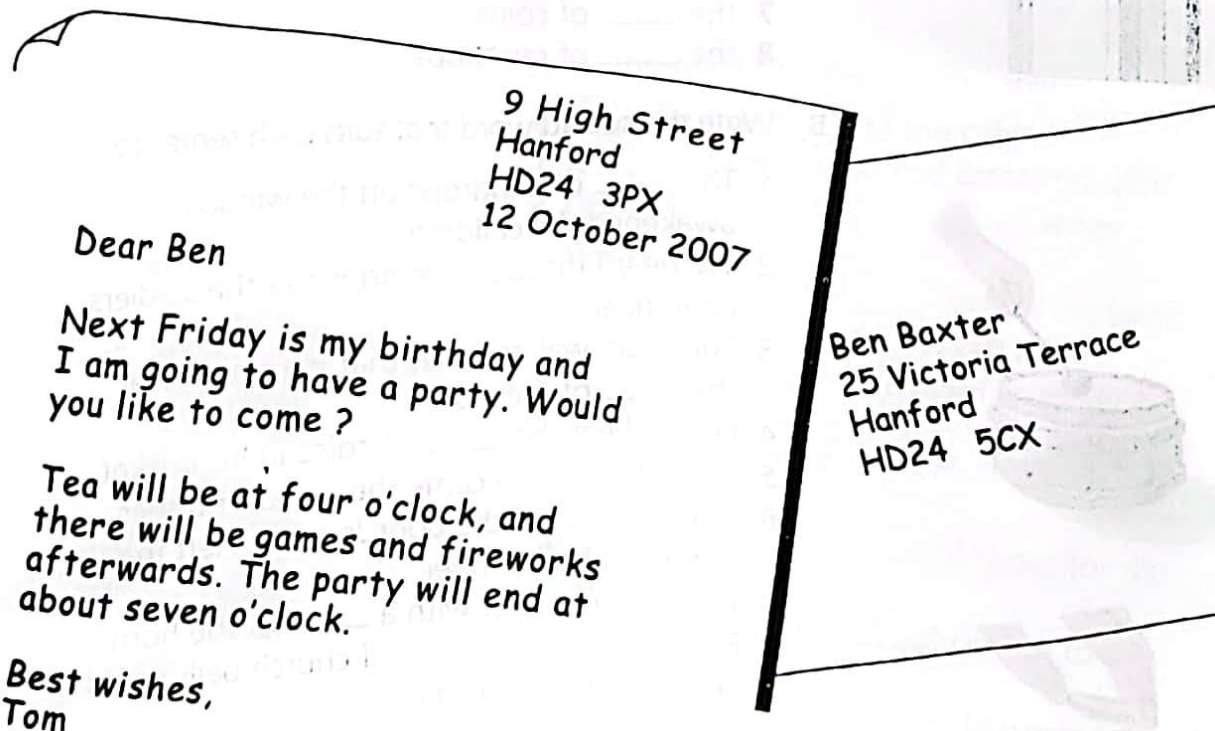 9 High Street
Hanford
HD24 3PX
12 October 2007
Dear Ben
Next Friday is my birthday and
I am going to have a party. Would
you like to come ?
Tea will be at four o'clock, and
there will be games and fireworks
afterwards. The party will end at
about seven o'clock.
Best wishes,
Tom
Ben Baxter
25 Victoria Terrace
Hanford
HD24 5CX